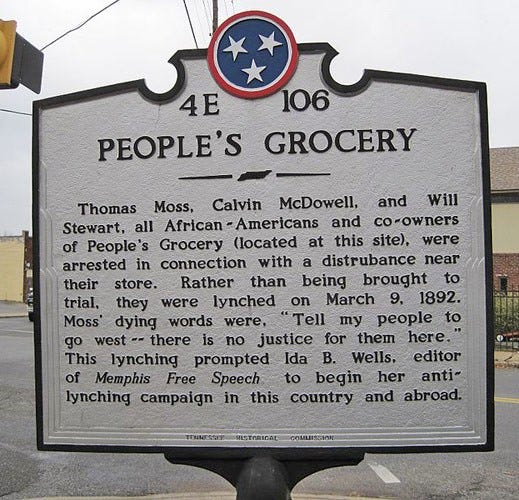 4E 106
PEOPLE'S GROCERY
Thomas Moss, Calvin McDowell, and Will
Stewart, all African-Americans and co-owners
of People's Grocery (located at this site), were
arrested in connection with a distrubance near
their store. Rather than being brought to
trial, they were lynched on March 9, 1892.
Moss' dying words were, "Tell my people to
go west -- there is no justice for them here."
This lynching prompted Ida B. Wells, editor
of Memphis Free Speech to begin her anti-
lynching campaign in this country and abroad.
TENNESSEE HISTORICAL COMMISSION